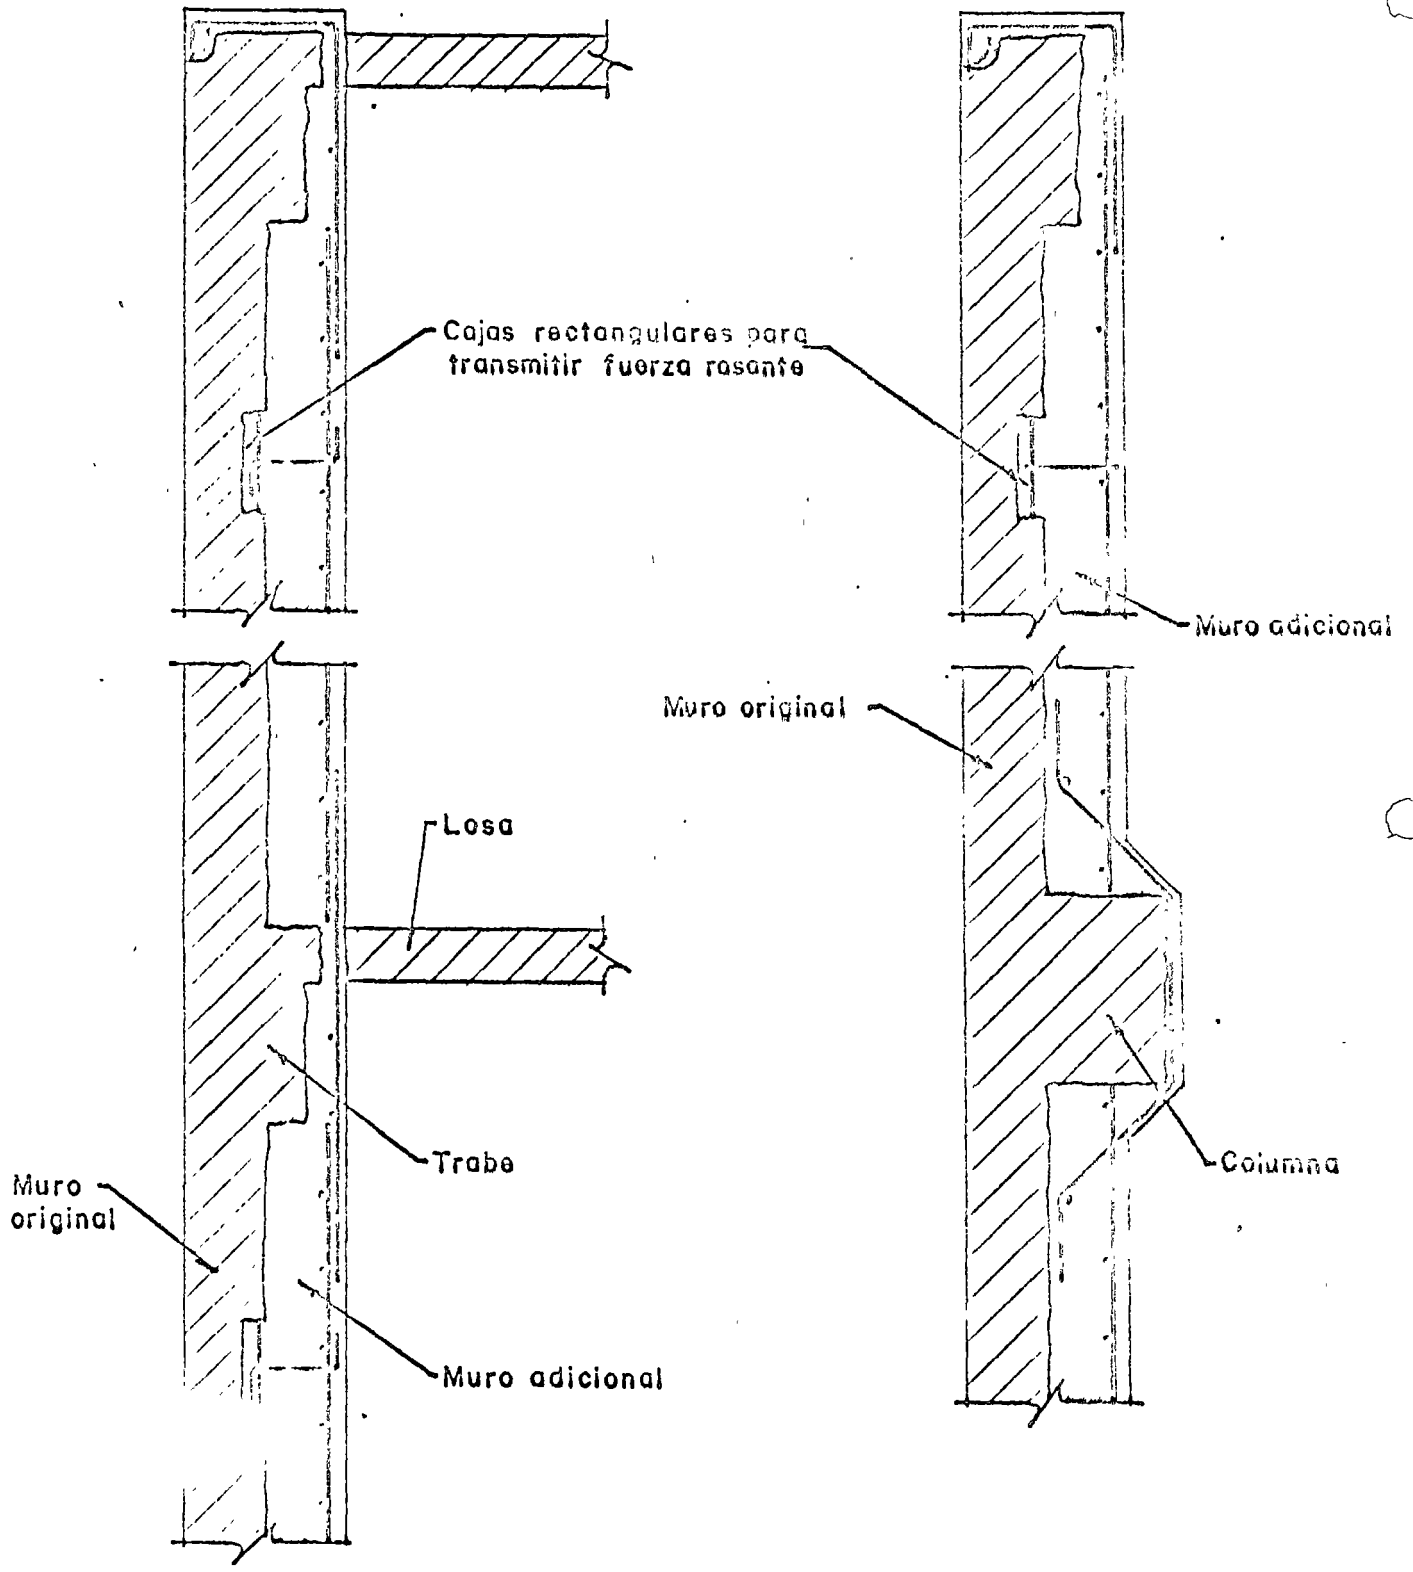 Cajas rectangulares para
transmitir fuerza rasante
Muro adicional
Muro original
Losa
Trabe
Columna
Muro
original
Muro adicional